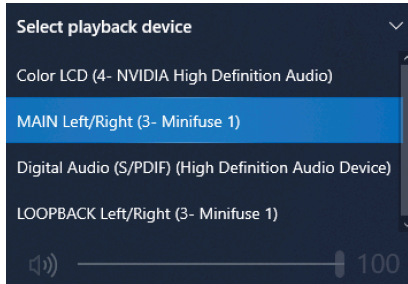 Select playback device
Color LCD (4- NVIDIA High Definition Audio)
MAIN Left/Right (3- Minifuse 1)
Digital Audio (S/PDIF) (High Definition Audio Device)
LOOPBACK Left/Right (3- Minifuse 1)
100